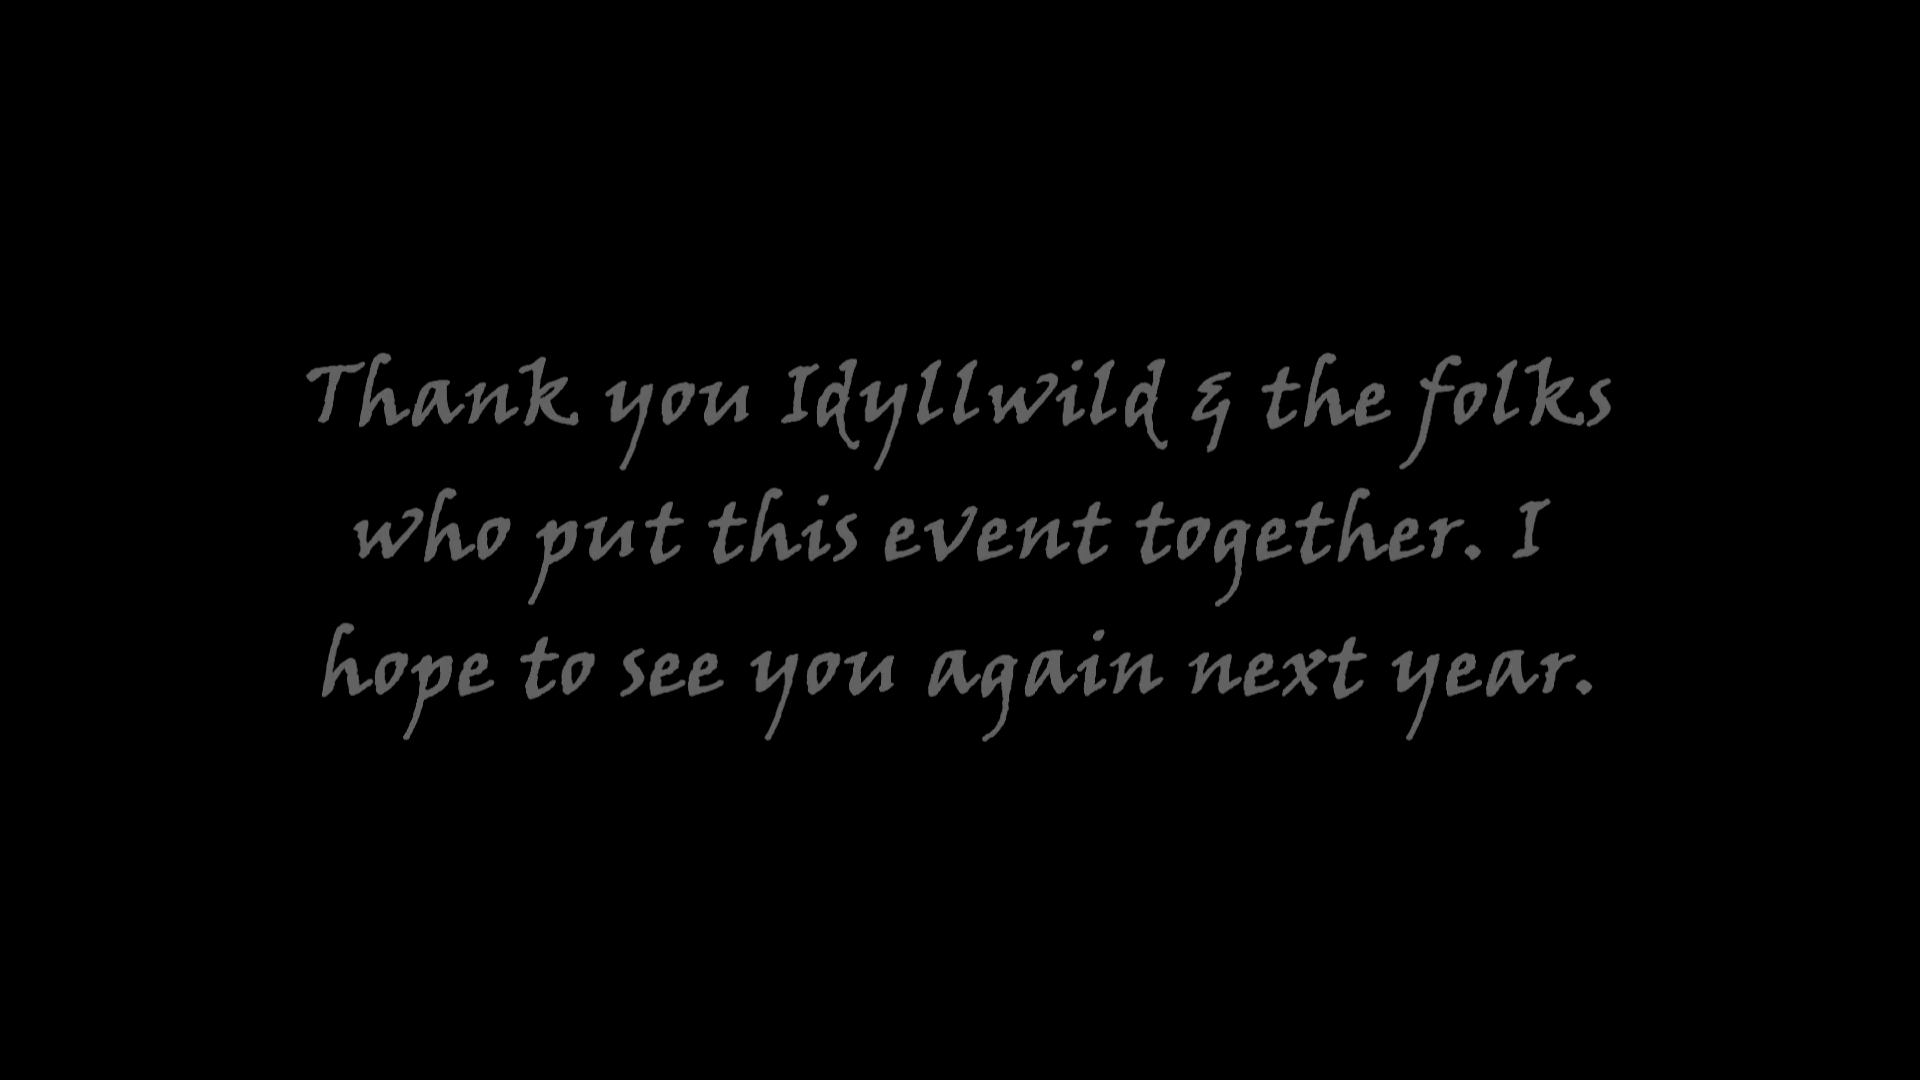 Thank you Idyllwild & the folks
who put this event together. I
hope to see you again next year.